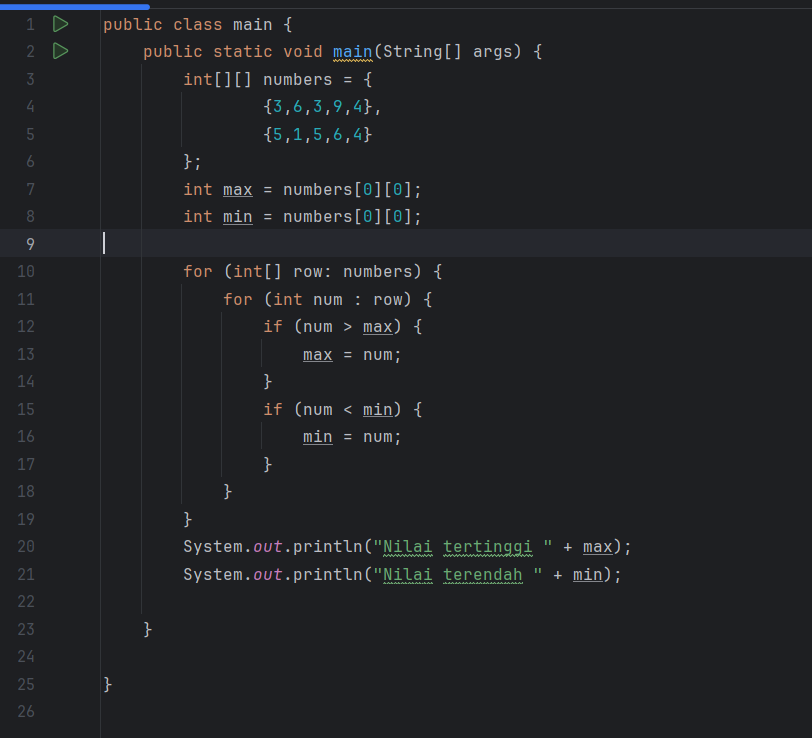 1 public class main {
2     public static void main(String[] args) {
3         int[][] numbers = {
4                 {3,6,3,9,4},
5                 {5,1,5,6,4}
6         };
7         int max = numbers[0][0];
8         int min = numbers[0][0];
9
10         for (int[] row: numbers) {
11             for (int num : row) {
12                 if (num > max) {
13                     max = num;
14                 }
15                 if (num < min) {
16                     min = num;
17                 }
18             }
19         }
20         System.out.println("Nilai tertinggi " + max);
21         System.out.println("Nilai terendah " + min);
22
23     }
24
25 }
26